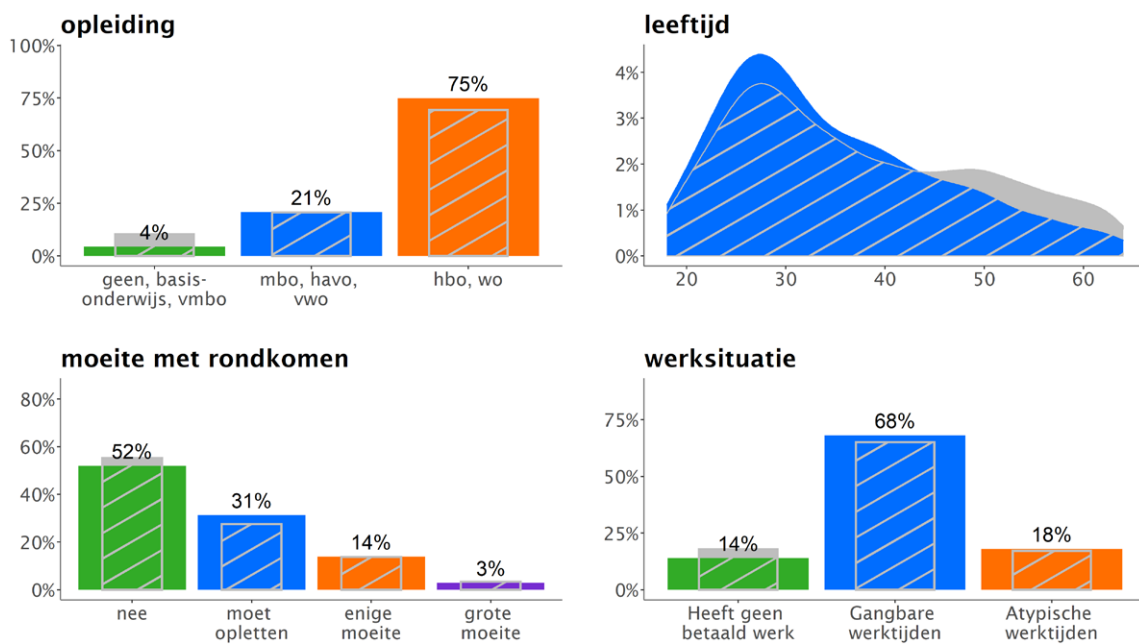 opleiding
100%
75%
50%
25%
0%
4%
21%
75%
geen, basis-
onderwijs, vmbo
mbo, havo,
vwo
hbo, wo
leeftijd
4%
3%
2%
1%
0%
20
30
40
50
60
moeite met rondkomen
80%
60%
40%
20%
0%
52%
31%
14%
3%
nee
moet
opletten
enige
moeite
grote
moeite
werksituatie
75%
50%
25%
0%
14%
68%
18%
Heeft geen
betaald werk
Gangbare
werktijden
Atypische
werktijden